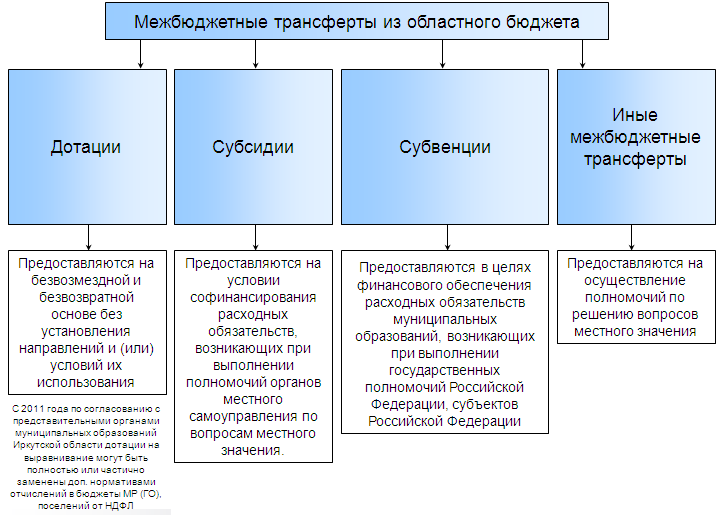 Межбюджетные трансферты из областного бюджета
Дотации
Субсидии
Субвенции
Иные
межбюджетные
трансферты
Предоставляются на
безвозмездной и
безвозвратной
основе без
установления
направлений и (или)
условий их
использования
С 2011 года по согласованию с
представительными органами
муниципальных образований
Иркутской области дотации на
выравнивание могут быть
полностью или частично
заменены доп. нормативами
отчислений в бюджеты МР (ГО),
поселений от НДФЛ
Предоставляются на
условии
софинансирования
расходных
обязательств,
возникающих при
выполнении
полномочий органов
местного
самоуправления по
вопросам местного
значения.
Предоставляются в целях
финансового обеспечения
расходных обязательств
муниципальных
образований, возникающих
при выполнении
государственных
полномочий Российской
Федерации, субъектов
Российской Федерации
Предоставляются на
осуществление
полномочий по
решению вопросов
местного значения